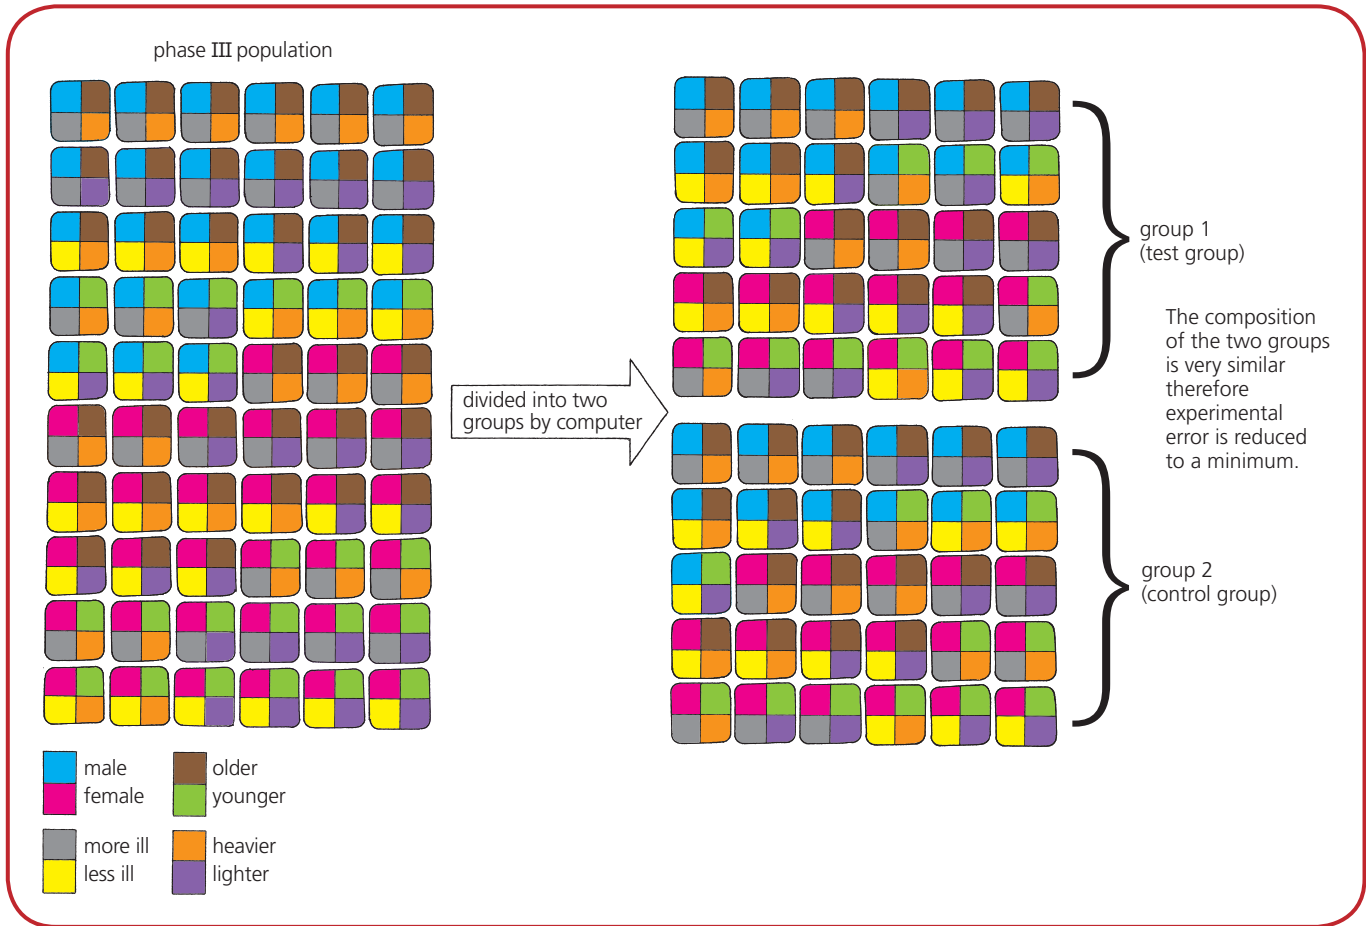 phase III population
divided into two
groups by computer
group 1
(test group)
The composition
of the two groups
is very similar
therefore
experimental
error is reduced
to a minimum.
group 2
(control group)
male
female
older
younger
more ill
less ill
heavier
lighter